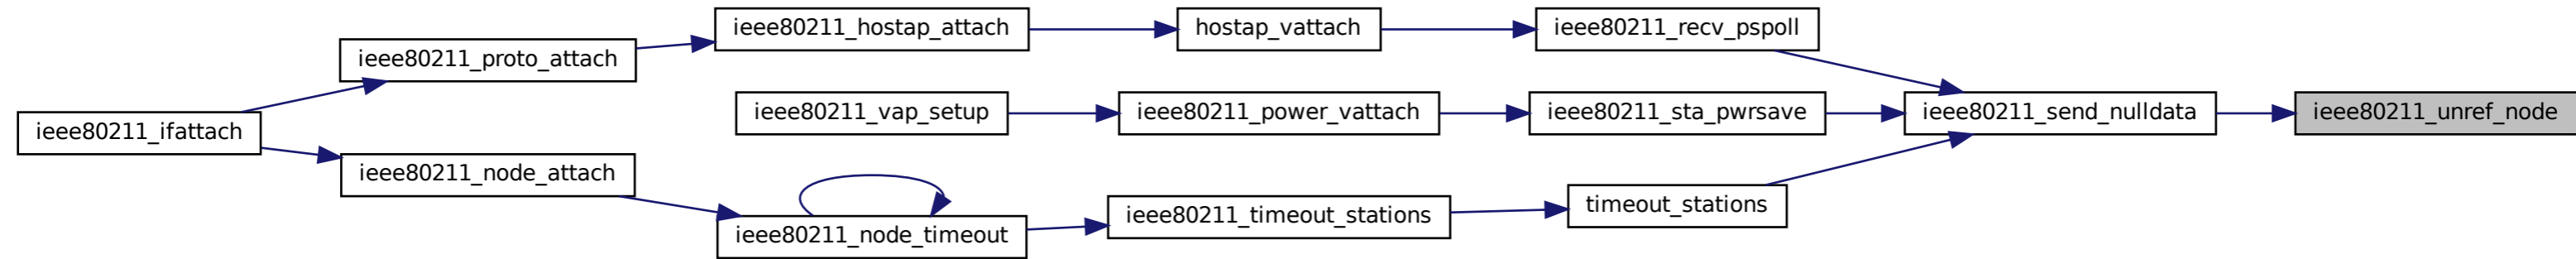 ieee80211_ifattach
ieee80211_proto_attach
ieee80211_hostap_attach
hostap_vattach
ieee80211_recv_pspoll
ieee80211_vap_setup
ieee80211_power_vattach
ieee80211_sta_pwrsave
ieee80211_send_nulldata
ieee80211_unref_node
ieee80211_node_attach
ieee80211_node_timeout
ieee80211_timeout_stations
timeout_stations